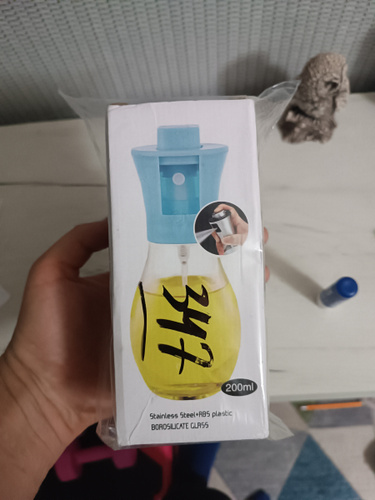 347
200ml
Stainless Steel+ABS plastic
BOROSILICATE GLASS